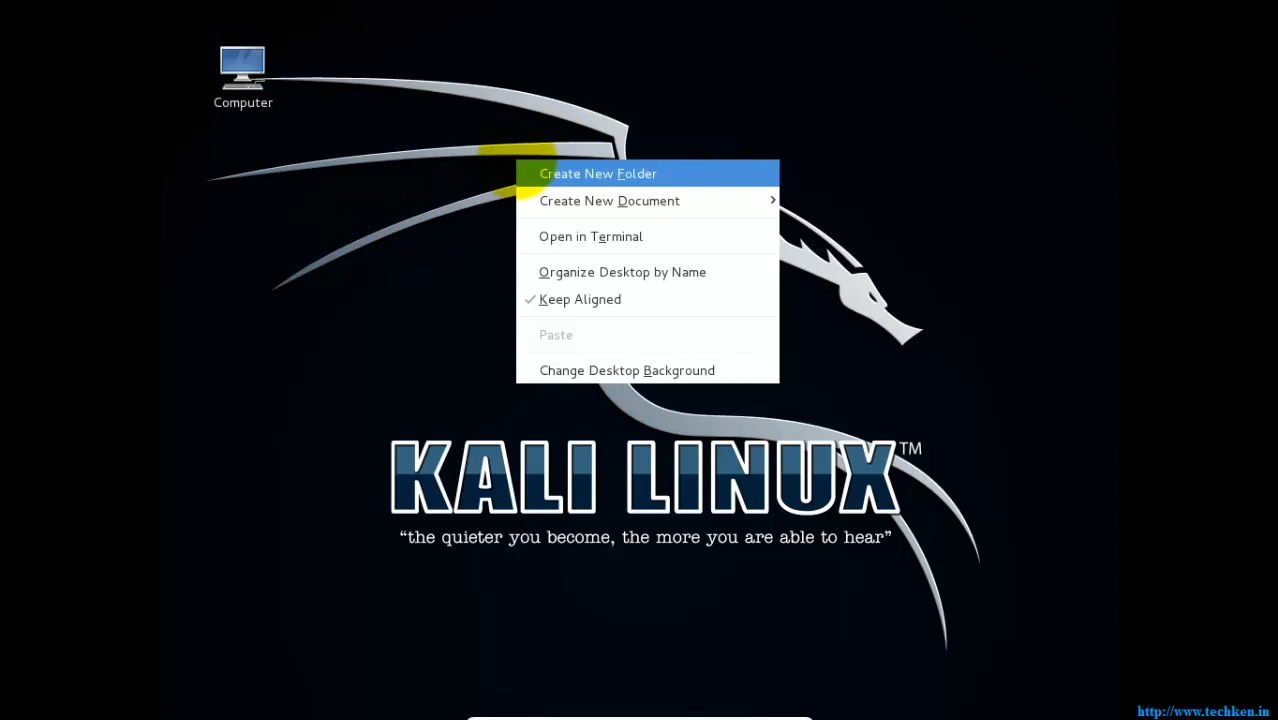 Computer
Create New Folder
Create New Document
Open in Terminal
Organize Desktop by Name
Keep Aligned
Paste
Change Desktop Background
KALI LINUX™
“the quieter you become, the more you are able to hear”
http://www.techken.in